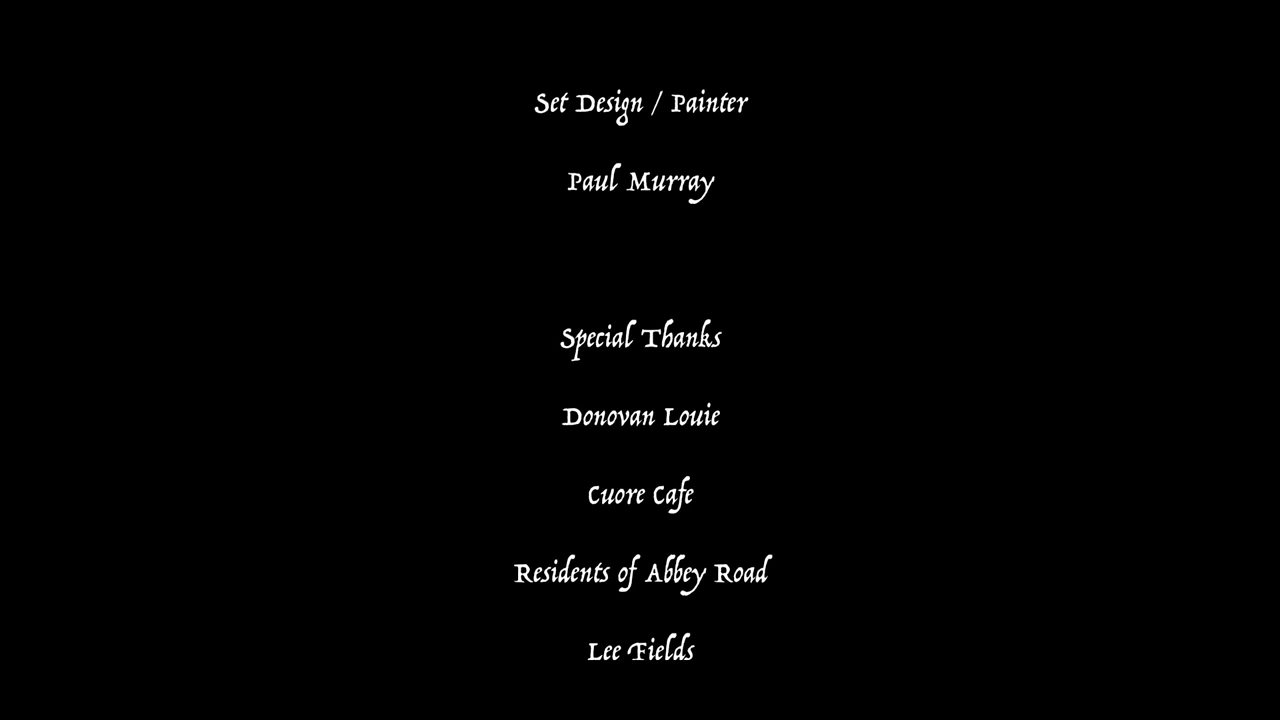 Set Design / Painter
Paul Murray
Special Thanks
Donovan Louie
Cuore Cafe
Residents of Abbey Road
Lee Fields